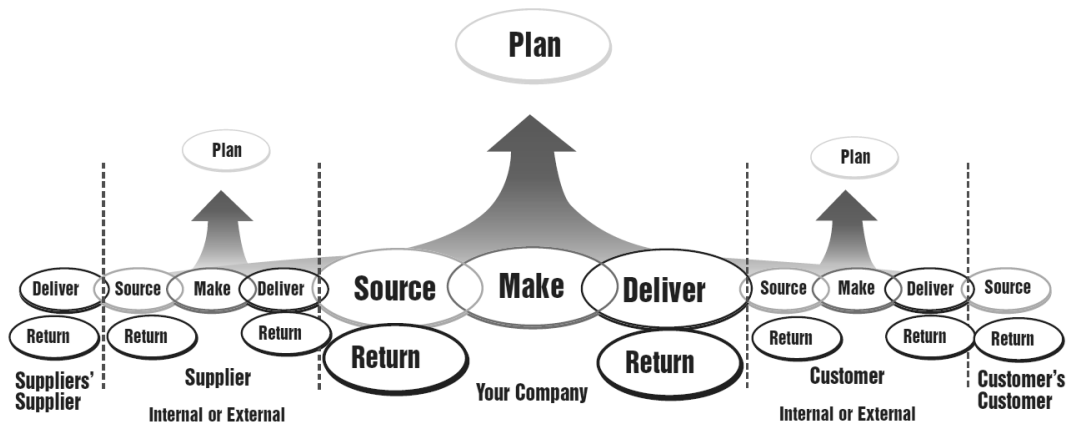 Plan
Plan
Plan
Deliver
Source
Make
Deliver
Source
Make
Deliver
Source
Make
Deliver
Source
Return
Return
Return
Return
Return
Return
Return
Return
Suppliers'
Supplier
Supplier
Internal or External
Your Company
Customer
Internal or External
Customer's
Customer